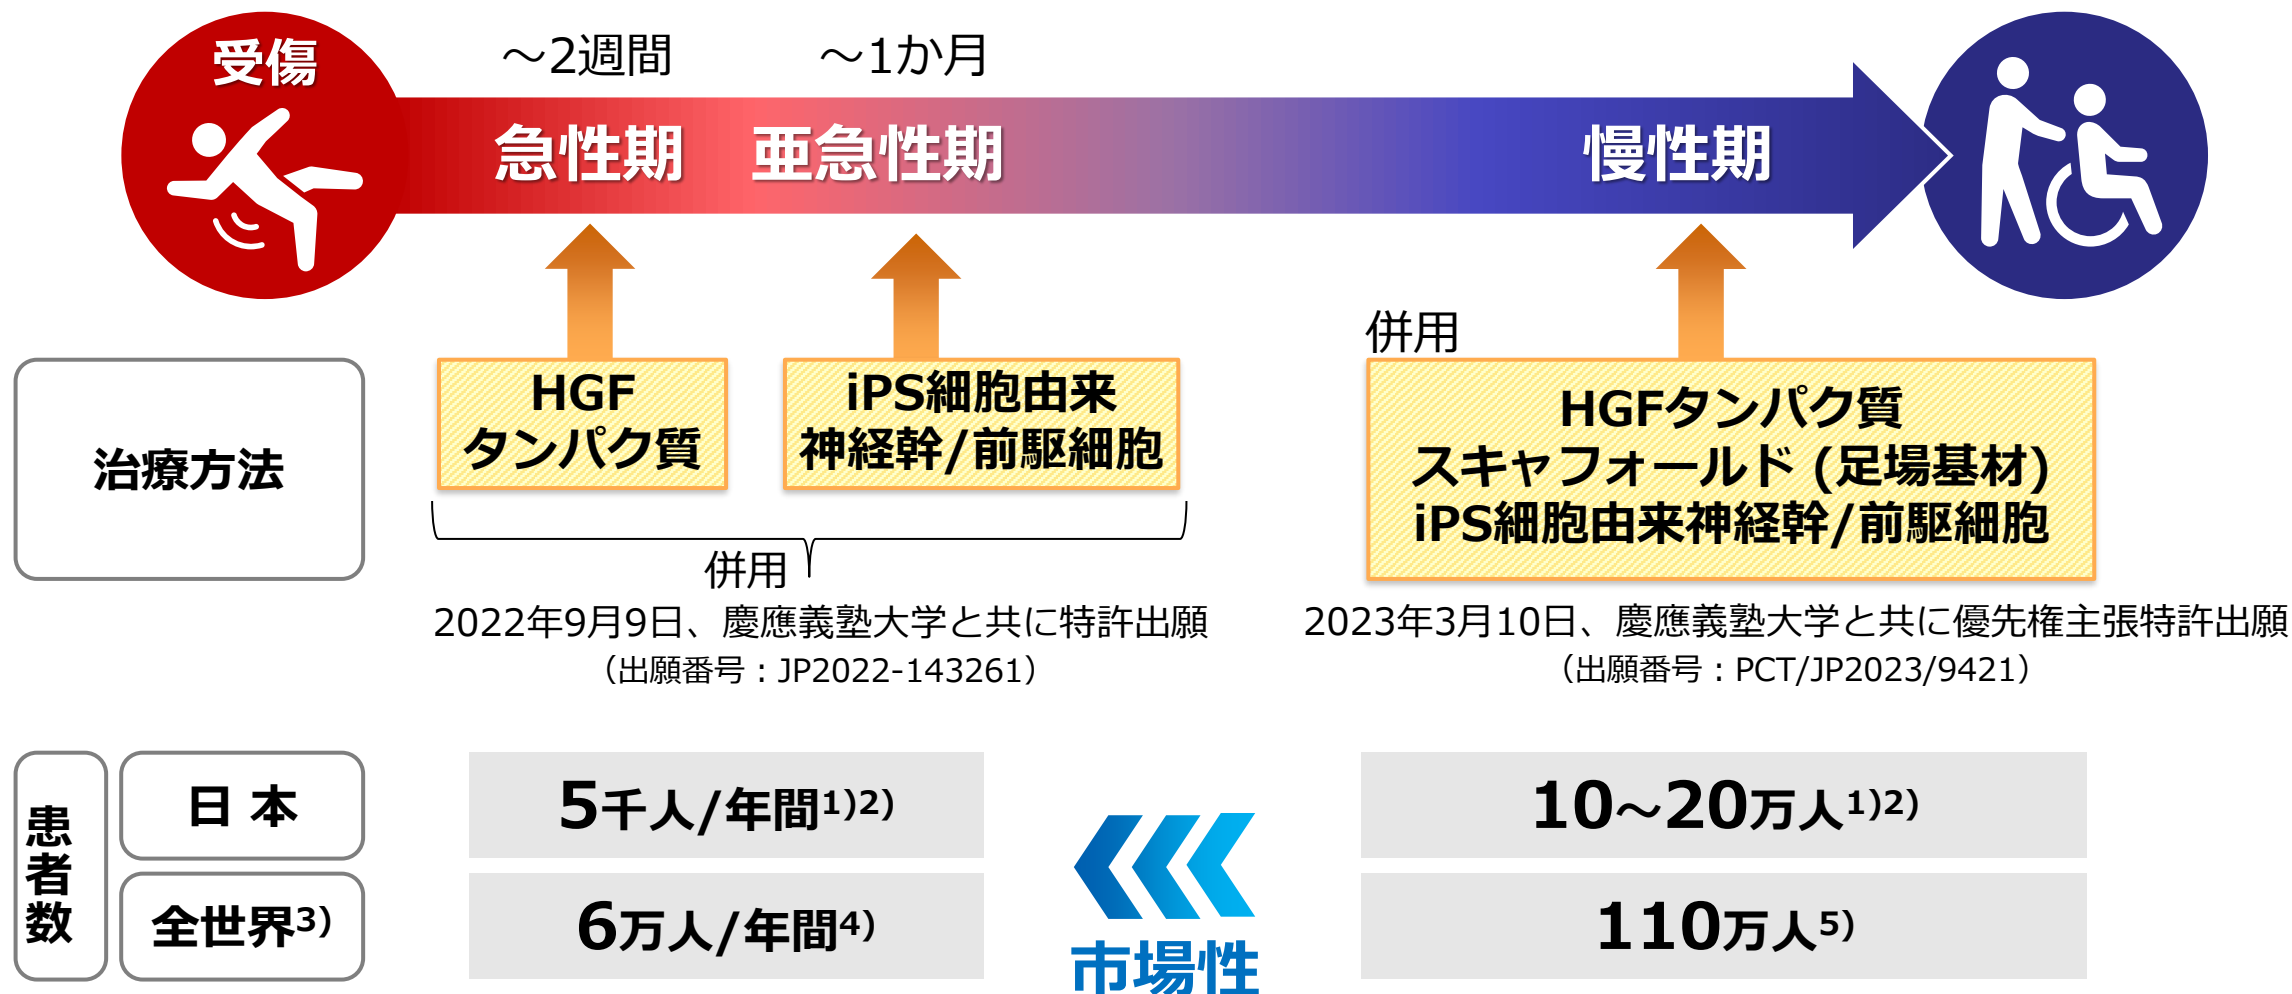 受傷
～2週間
～1か月
急性期
亜急性期
慢性期
併用
治療方法
HGF
タンパク質
iPS細胞由来
神経幹/前駆細胞
HGFタンパク質
スキャフォールド (足場基材)
iPS細胞由来神経幹/前駆細胞
併用
2022年9月9日、慶應義塾大学と共に特許出願
（出願番号：JP2022-143261）
2023年3月10日、慶應義塾大学と共に優先権主張特許出願
（出願番号：PCT/JP2023/9421）
患者数
日 本
5千人/年間1)2)
10～20万人1)2)
全世界3)
6万人/年間4)
110万人5)
市場性